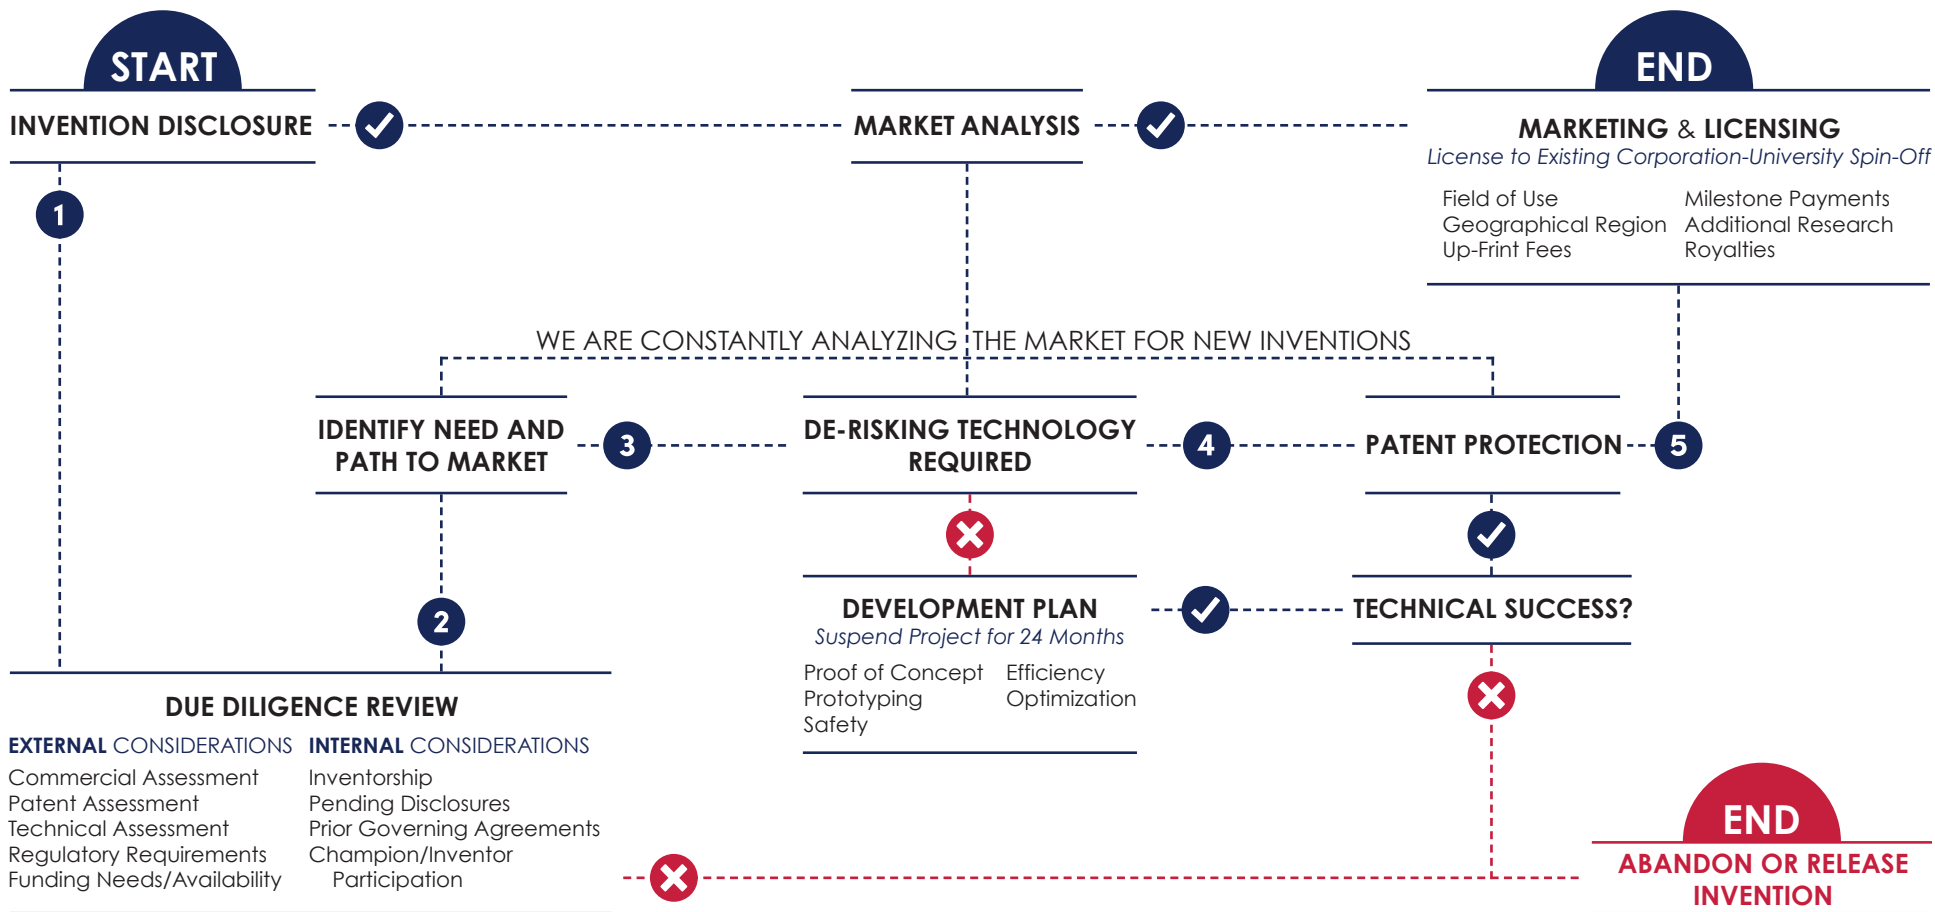 START
INVENTION DISCLOSURE
MARKET ANALYSIS
END
MARKETING & LICENSING
License to Existing Corporation-University Spin-Off
Field of Use
Geographical Region
Up-Frint Fees
Milestone Payments
Additional Research
Royalties
1
WE ARE CONSTANTLY ANALYZING THE MARKET FOR NEW INVENTIONS
IDENTIFY NEED AND
PATH TO MARKET
3
DE-RISKING TECHNOLOGY
REQUIRED
4
PATENT PROTECTION
5
2
DEVELOPMENT PLAN
Suspend Project for 24 Months
Proof of Concept
Prototyping
Safety
Efficiency
Optimization
TECHNICAL SUCCESS?
DUE DILIGENCE REVIEW
EXTERNAL CONSIDERATIONS
Commercial Assessment
Patent Assessment
Technical Assessment
Regulatory Requirements
Funding Needs/Availability
INTERNAL CONSIDERATIONS
Inventorship
Pending Disclosures
Prior Governing Agreements
Champion/Inventor
Participation
END
ABANDON OR RELEASE
INVENTION